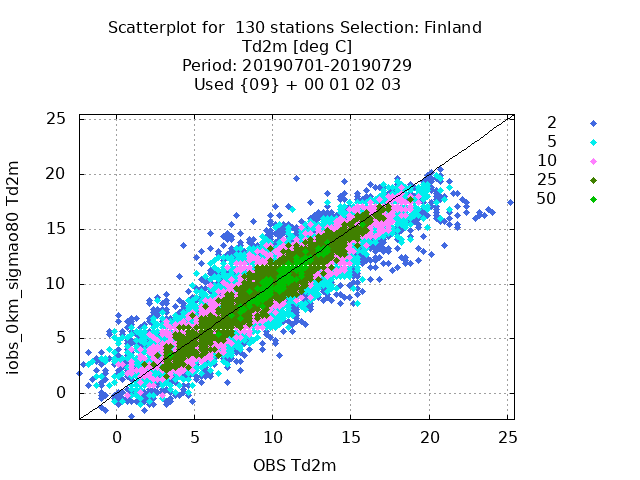 Scatterplot for  130 stations Selection: Finland
Td2m [deg C]
Period: 20190701-20190729
Used {09} + 00 01 02 03
25
20
15
10
5
0
iobs_0km_sigmao80 Td2m
0 5 10 15 20 25
OBS Td2m
2
5
10
25
50